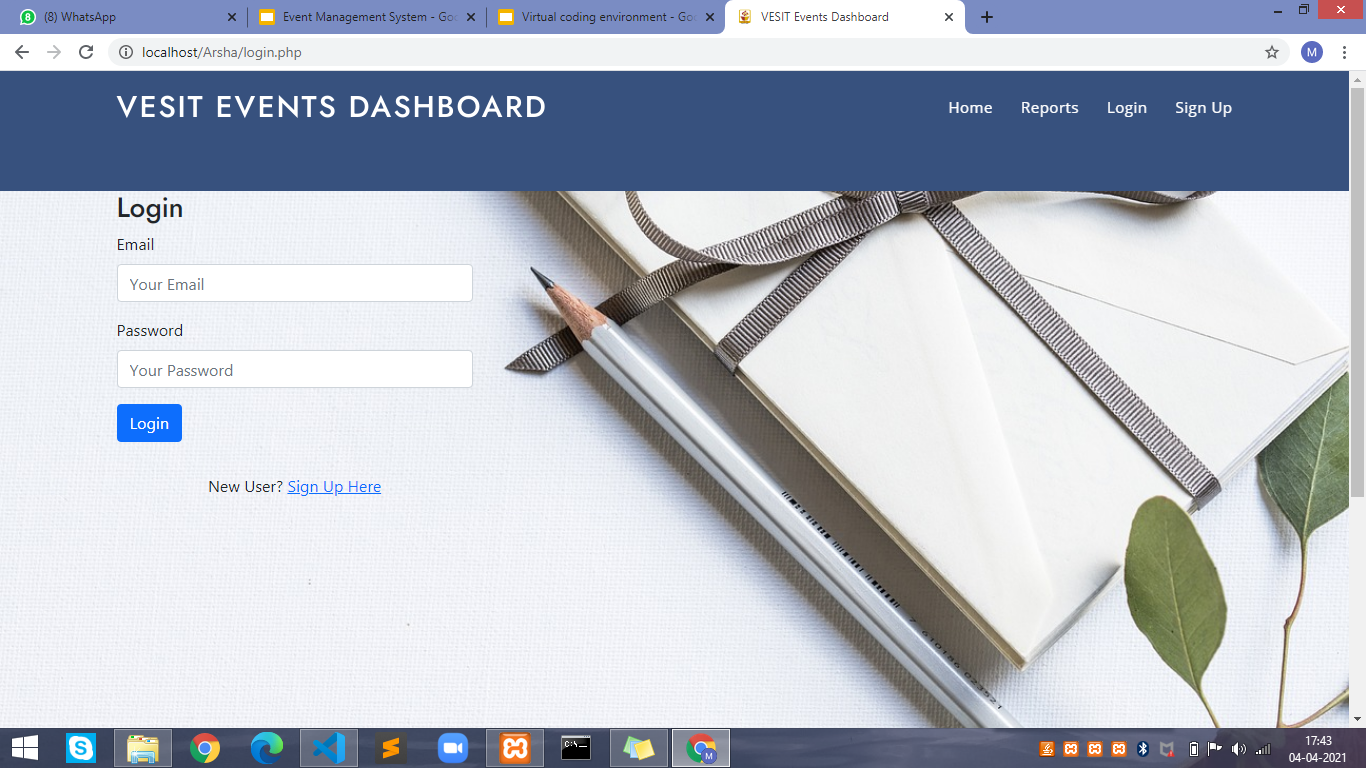 (8) WhatsApp
Event Management System - Goo
Virtual coding environment - Goo
VESIT Events Dashboard
localhost/Arsha/login.php
M
VESIT EVENTS DASHBOARD
Home Reports Login Sign Up
Login
Email
Your Email
Password
Your Password
Login
New User? Sign Up Here
17:43
04-04-2021